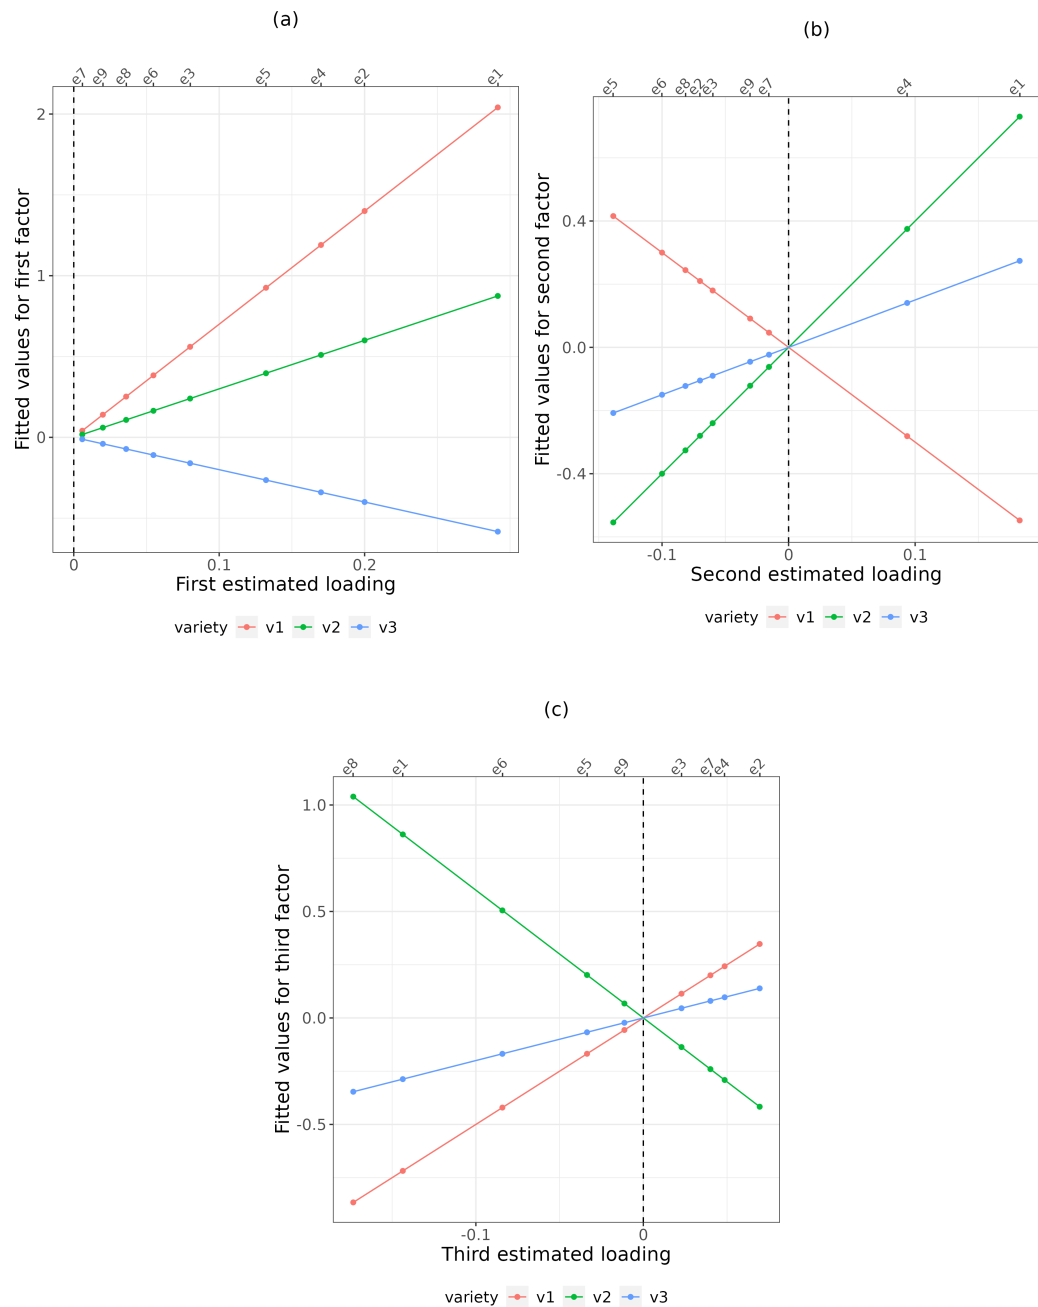 (a)
e7 e9 e8 e6 e3 e5 e4 e2 e1
2
1
0
Fitted values for first factor
0 0.1 0.2
First estimated loading
variety v1 v2 v3
(b)
e5 e6 e8 e2 e3 e9 e7 e4 e1
0.4
0.0
-0.4
Fitted values for second factor
-0.1 0 0.1
Second estimated loading
variety v1 v2 v3
(c)
e8 e1 e6 e5 e9 e3 e7 e4 e2
1.0
0.5
0.0
-0.5
Fitted values for third factor
-0.1 0
Third estimated loading
variety v1 v2 v3